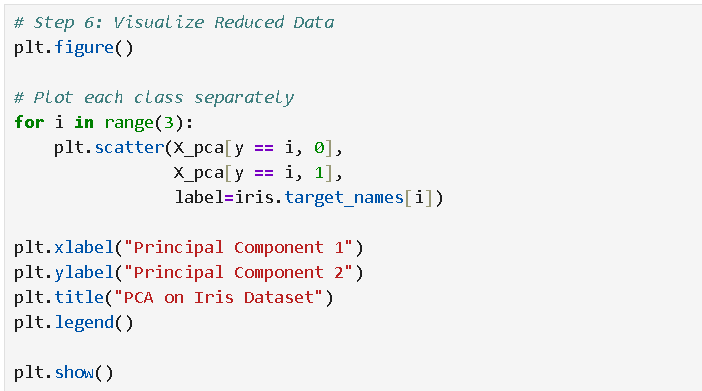 # Step 6: Visualize Reduced Data
plt.figure()

# Plot each class separately
for i in range(3):
    plt.scatter(X_pca[y == i, 0],
                X_pca[y == i, 1],
                label=iris.target_names[i])

plt.xlabel("Principal Component 1")
plt.ylabel("Principal Component 2")
plt.title("PCA on Iris Dataset")
plt.legend()

plt.show()